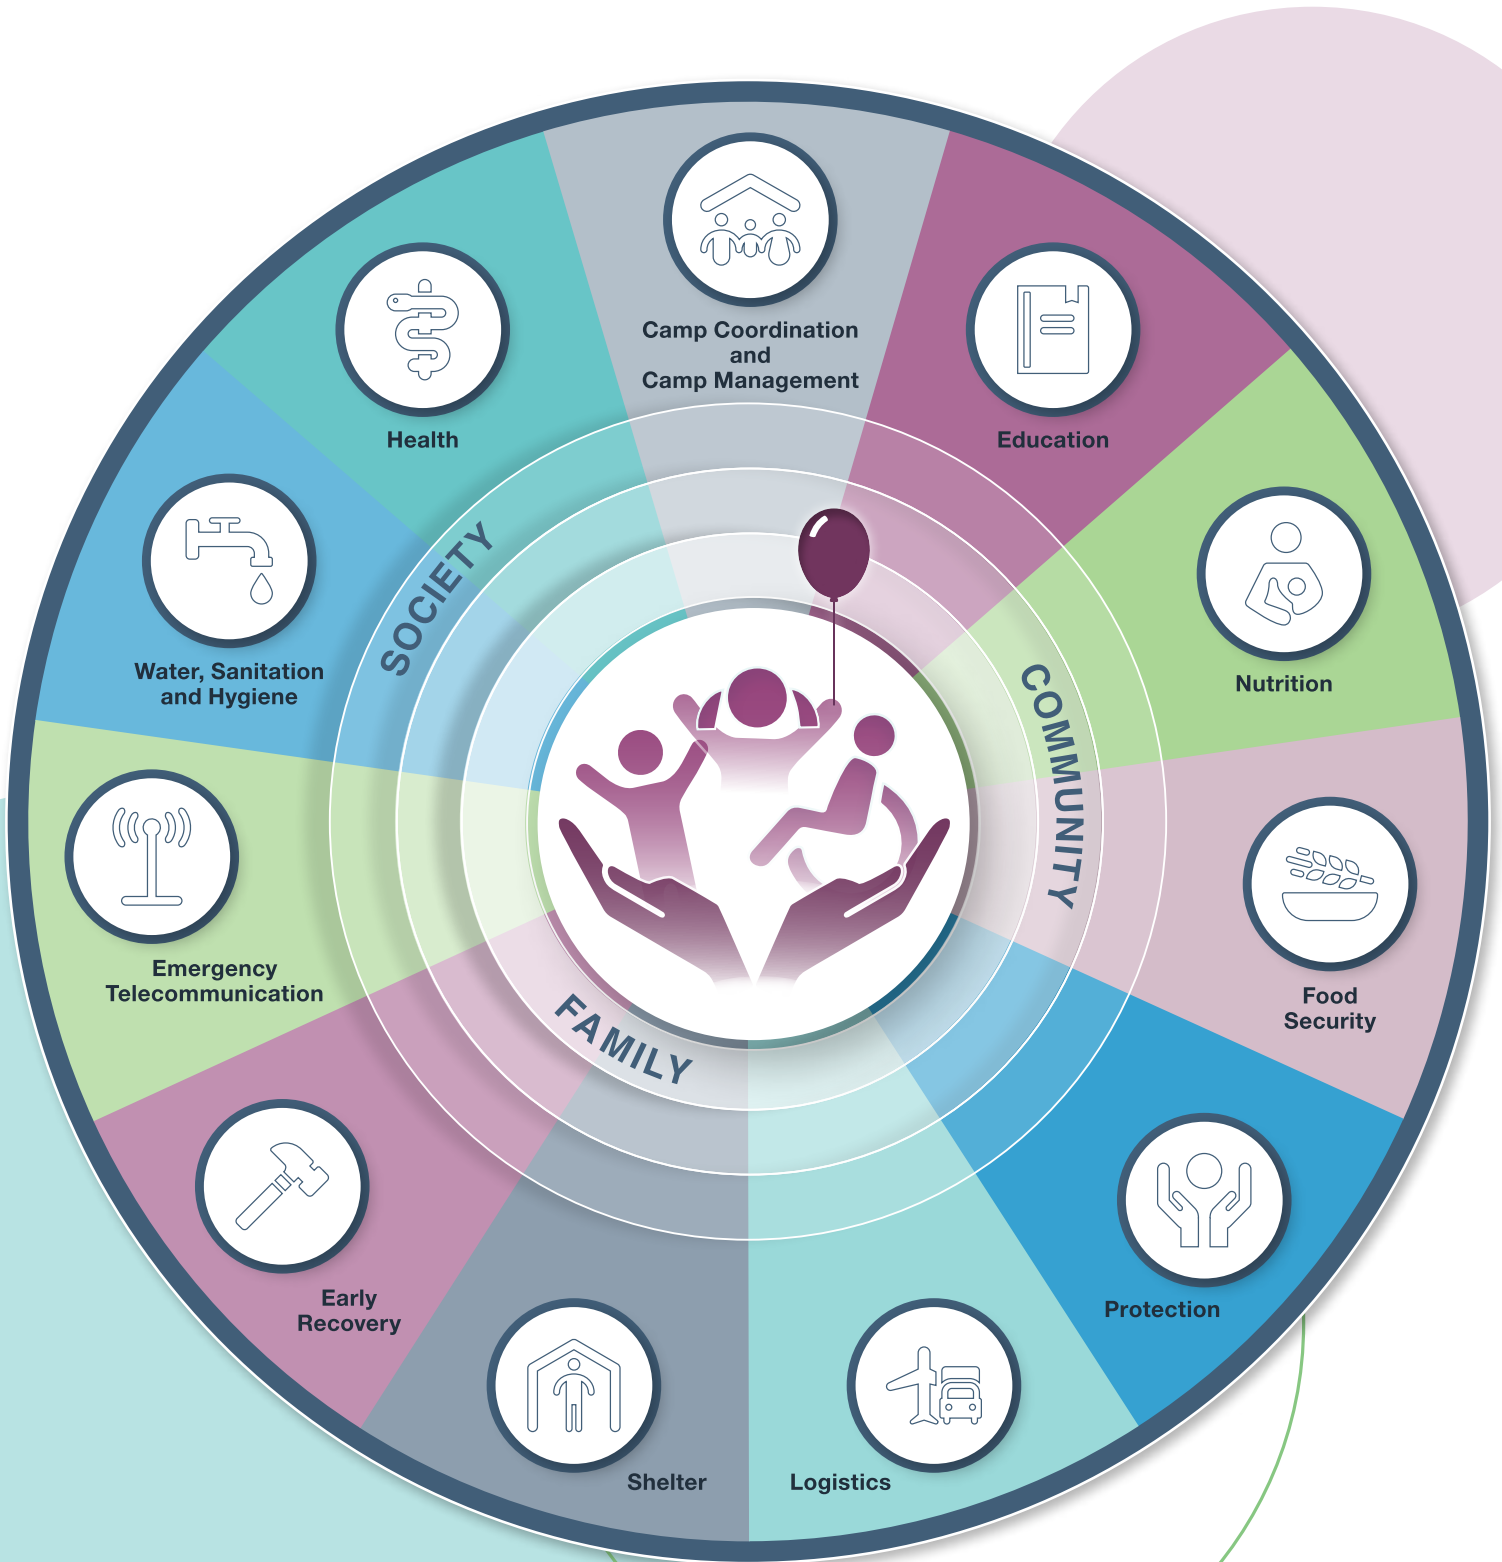 Camp Coordination
and
Camp Management
Education
Nutrition
Food
Security
Protection
Logistics
Shelter
Early
Recovery
Emergency
Telecommunication
Water, Sanitation
and Hygiene
Health
SOCIETY
COMMUNITY
FAMILY